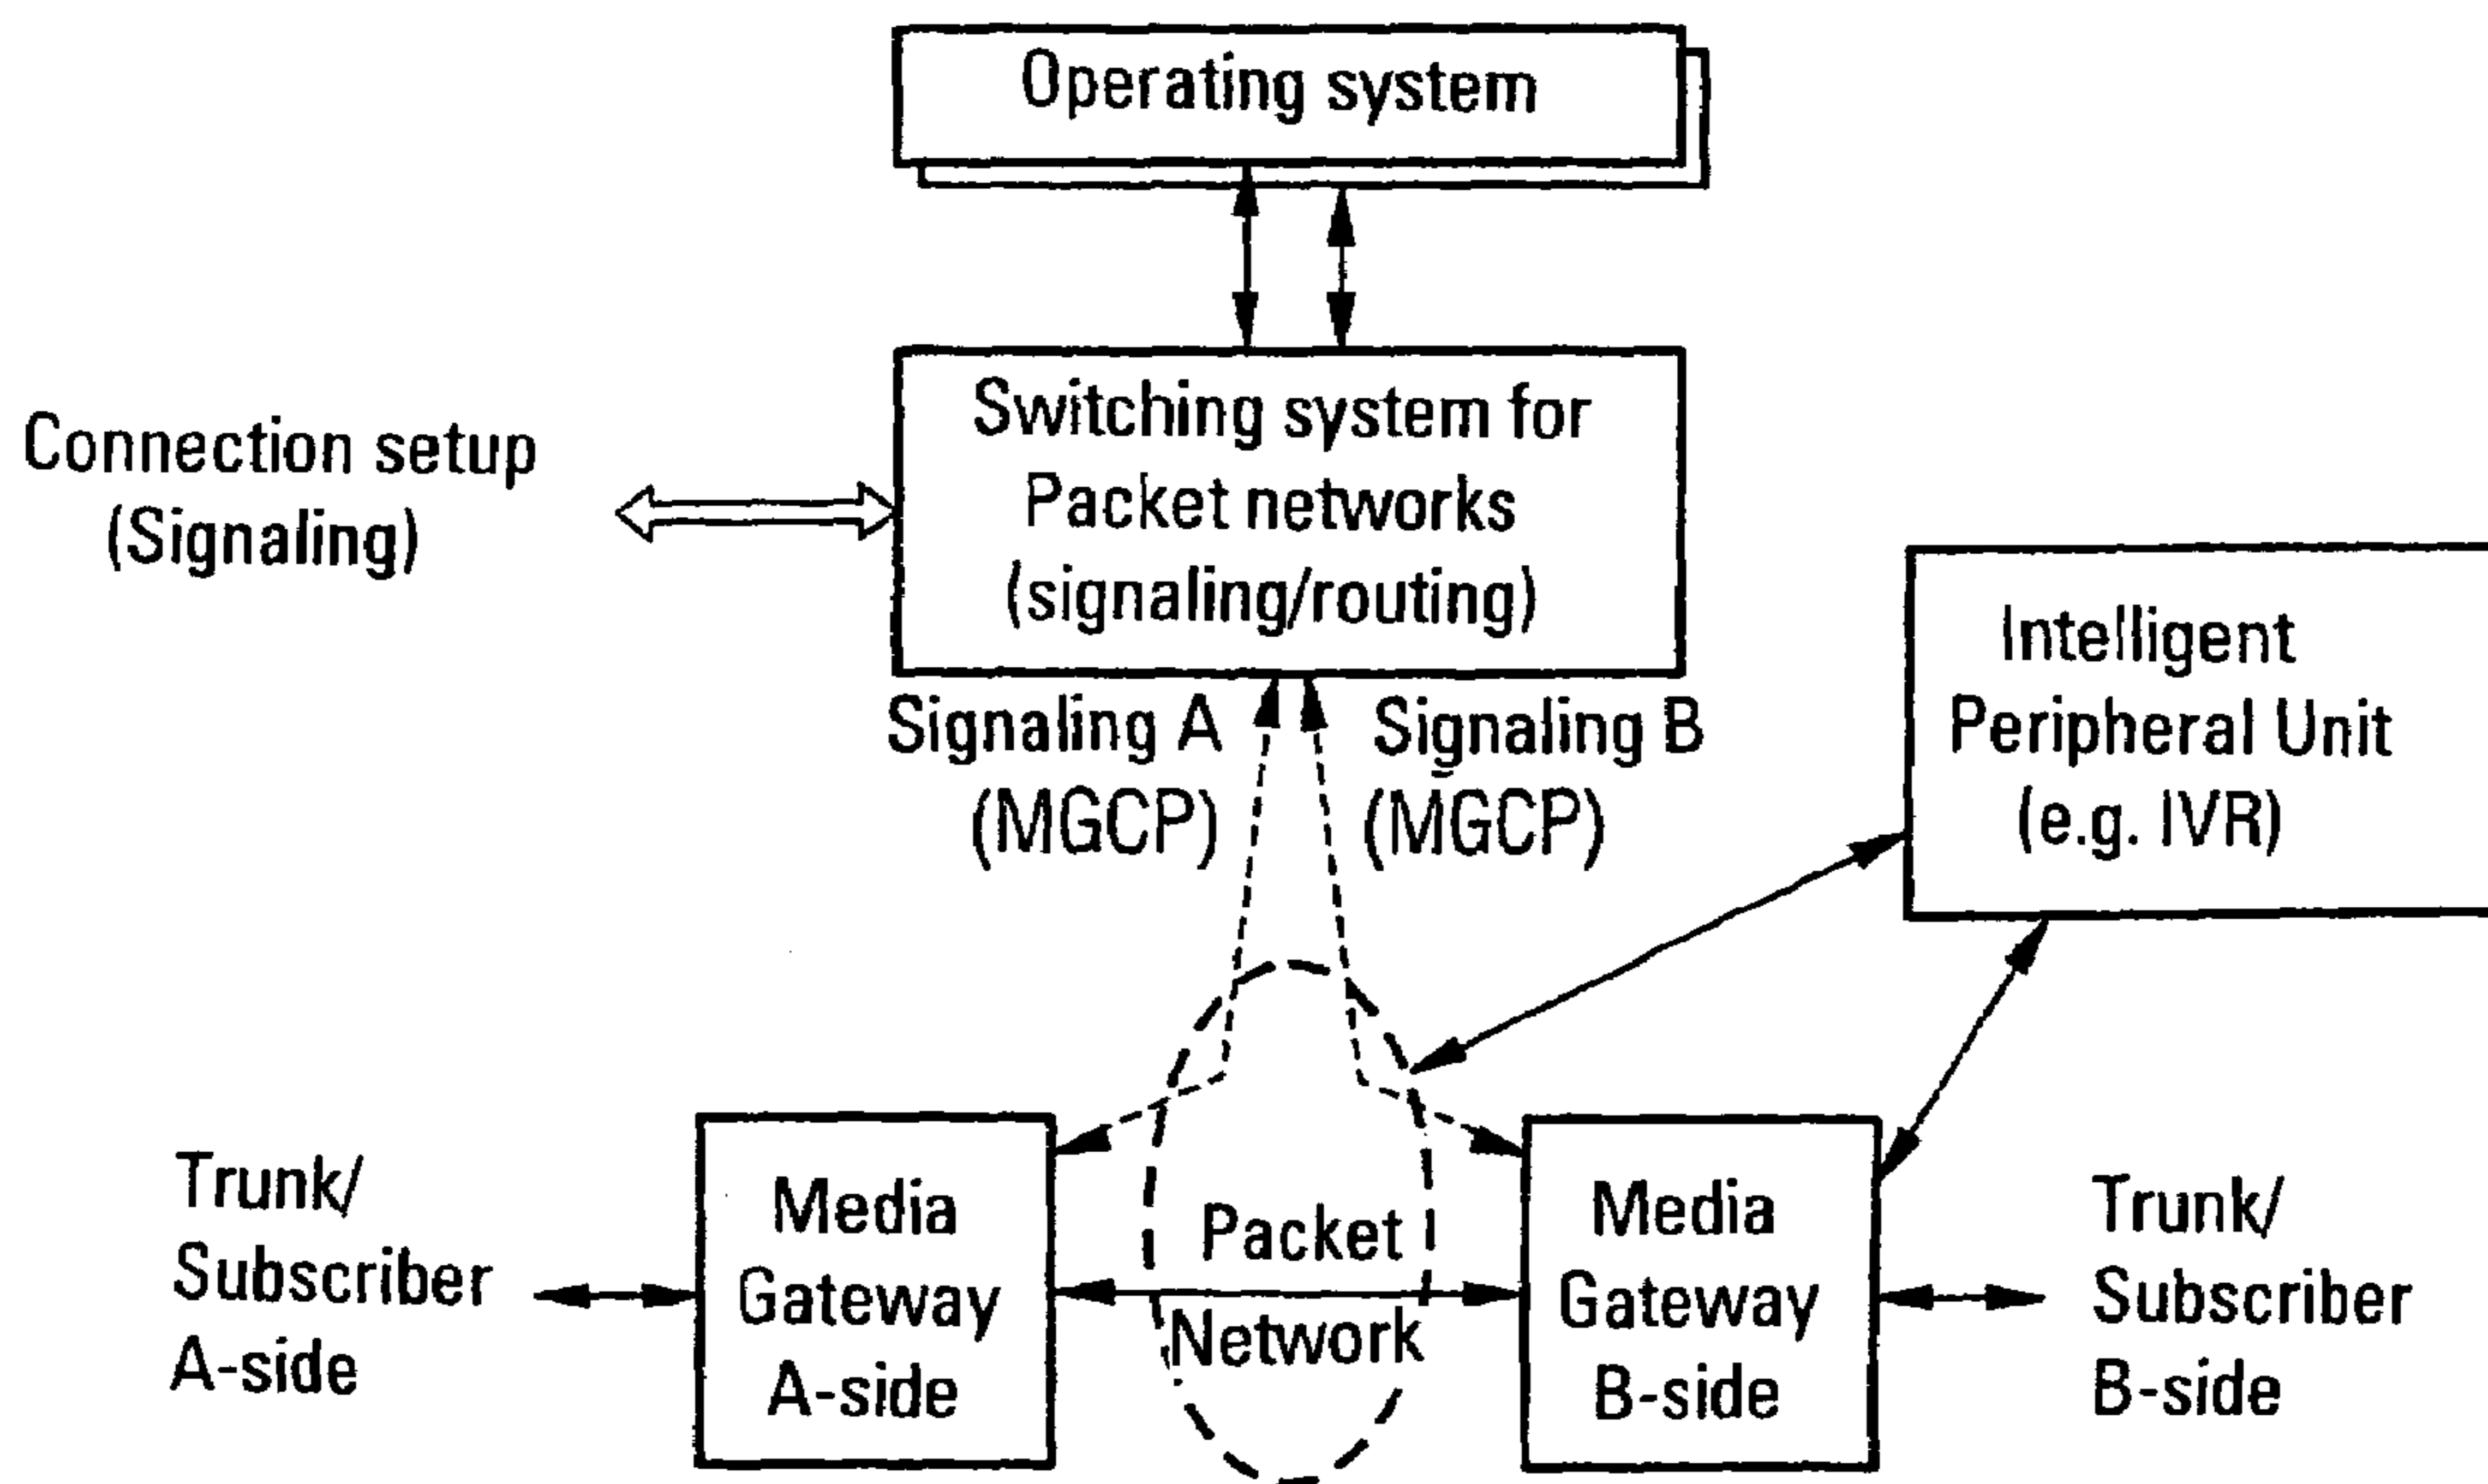 Operating system
Switching system for
Packet networks
(signaling/routing)
Connection setup
(Signaling)
Intelligent
Peripheral Unit
(e.g. IVR)
Signaling A
(MGCP)
Signaling B
(MGCP)
Trunk/
Subscriber
A-side
Media
Gateway
A-side
Packet
Network
Media
Gateway
B-side
Trunk/
Subscriber
B-side